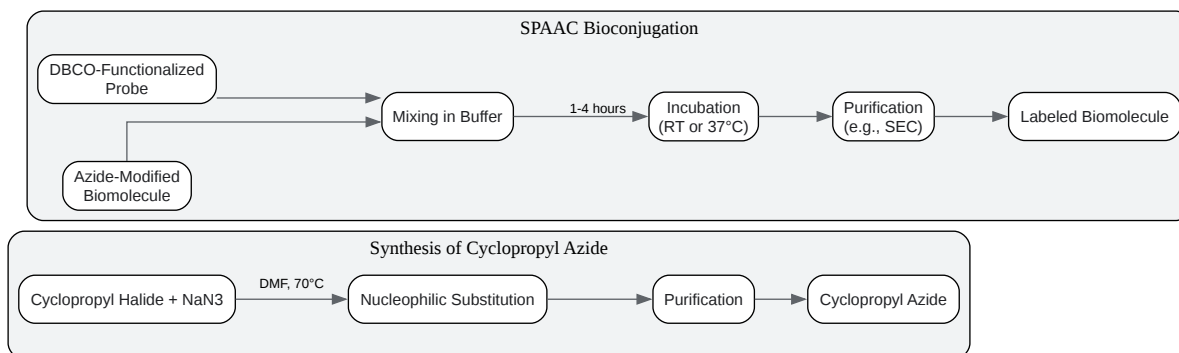 SPAAC Bioconjugation
DBCO-Functionalized
Probe
Azide-Modified
Biomolecule
Mixing in Buffer
1-4 hours
Incubation
(RT or 37°C)
Purification
(e.g., SEC)
Labeled Biomolecule
Synthesis of Cyclopropyl Azide
Cyclopropyl Halide + NaN3
DMF, 70°C
Nucleophilic Substitution
Purification
Cyclopropyl Azide